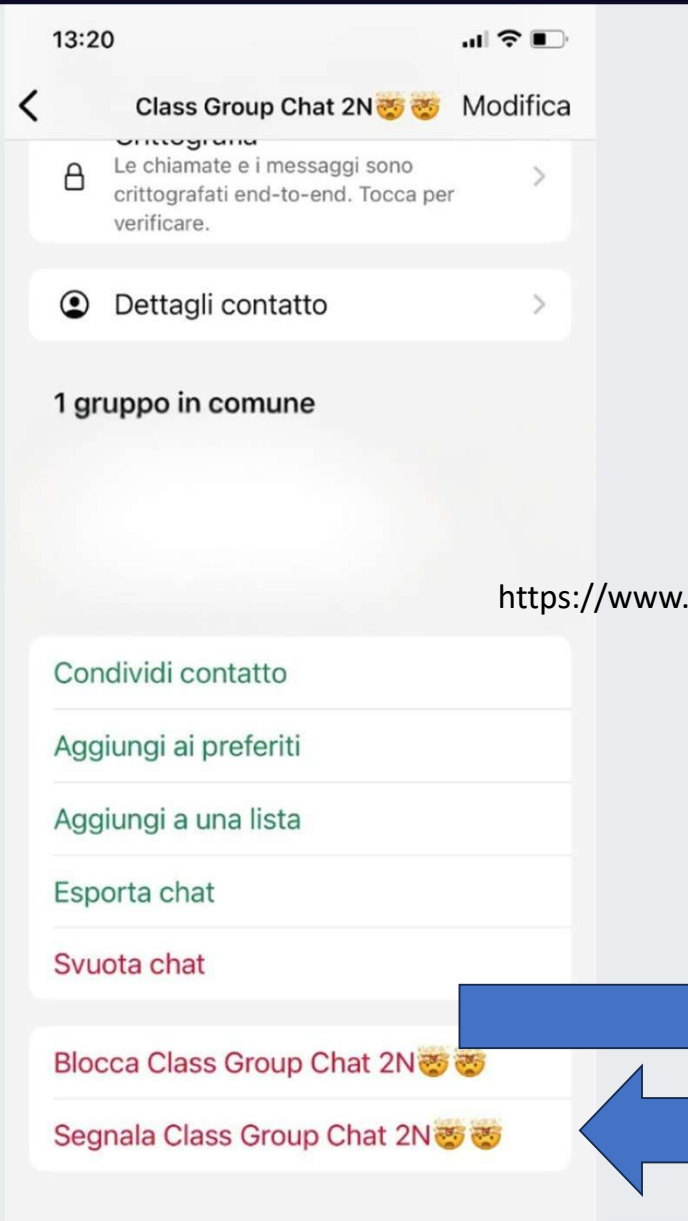 13:20
Class Group Chat 2N🤯🤯 Modifica
Crittografia
Le chiamate e i messaggi sono
crittografati end-to-end. Tocca per
verificare.
Dettagli contatto
1 gruppo in comune
https://www.
Condividi contatto
Aggiungi ai preferiti
Aggiungi a una lista
Esporta chat
Svuota chat
Blocca Class Group Chat 2N🤯🤯
Segnala Class Group Chat 2N🤯🤯